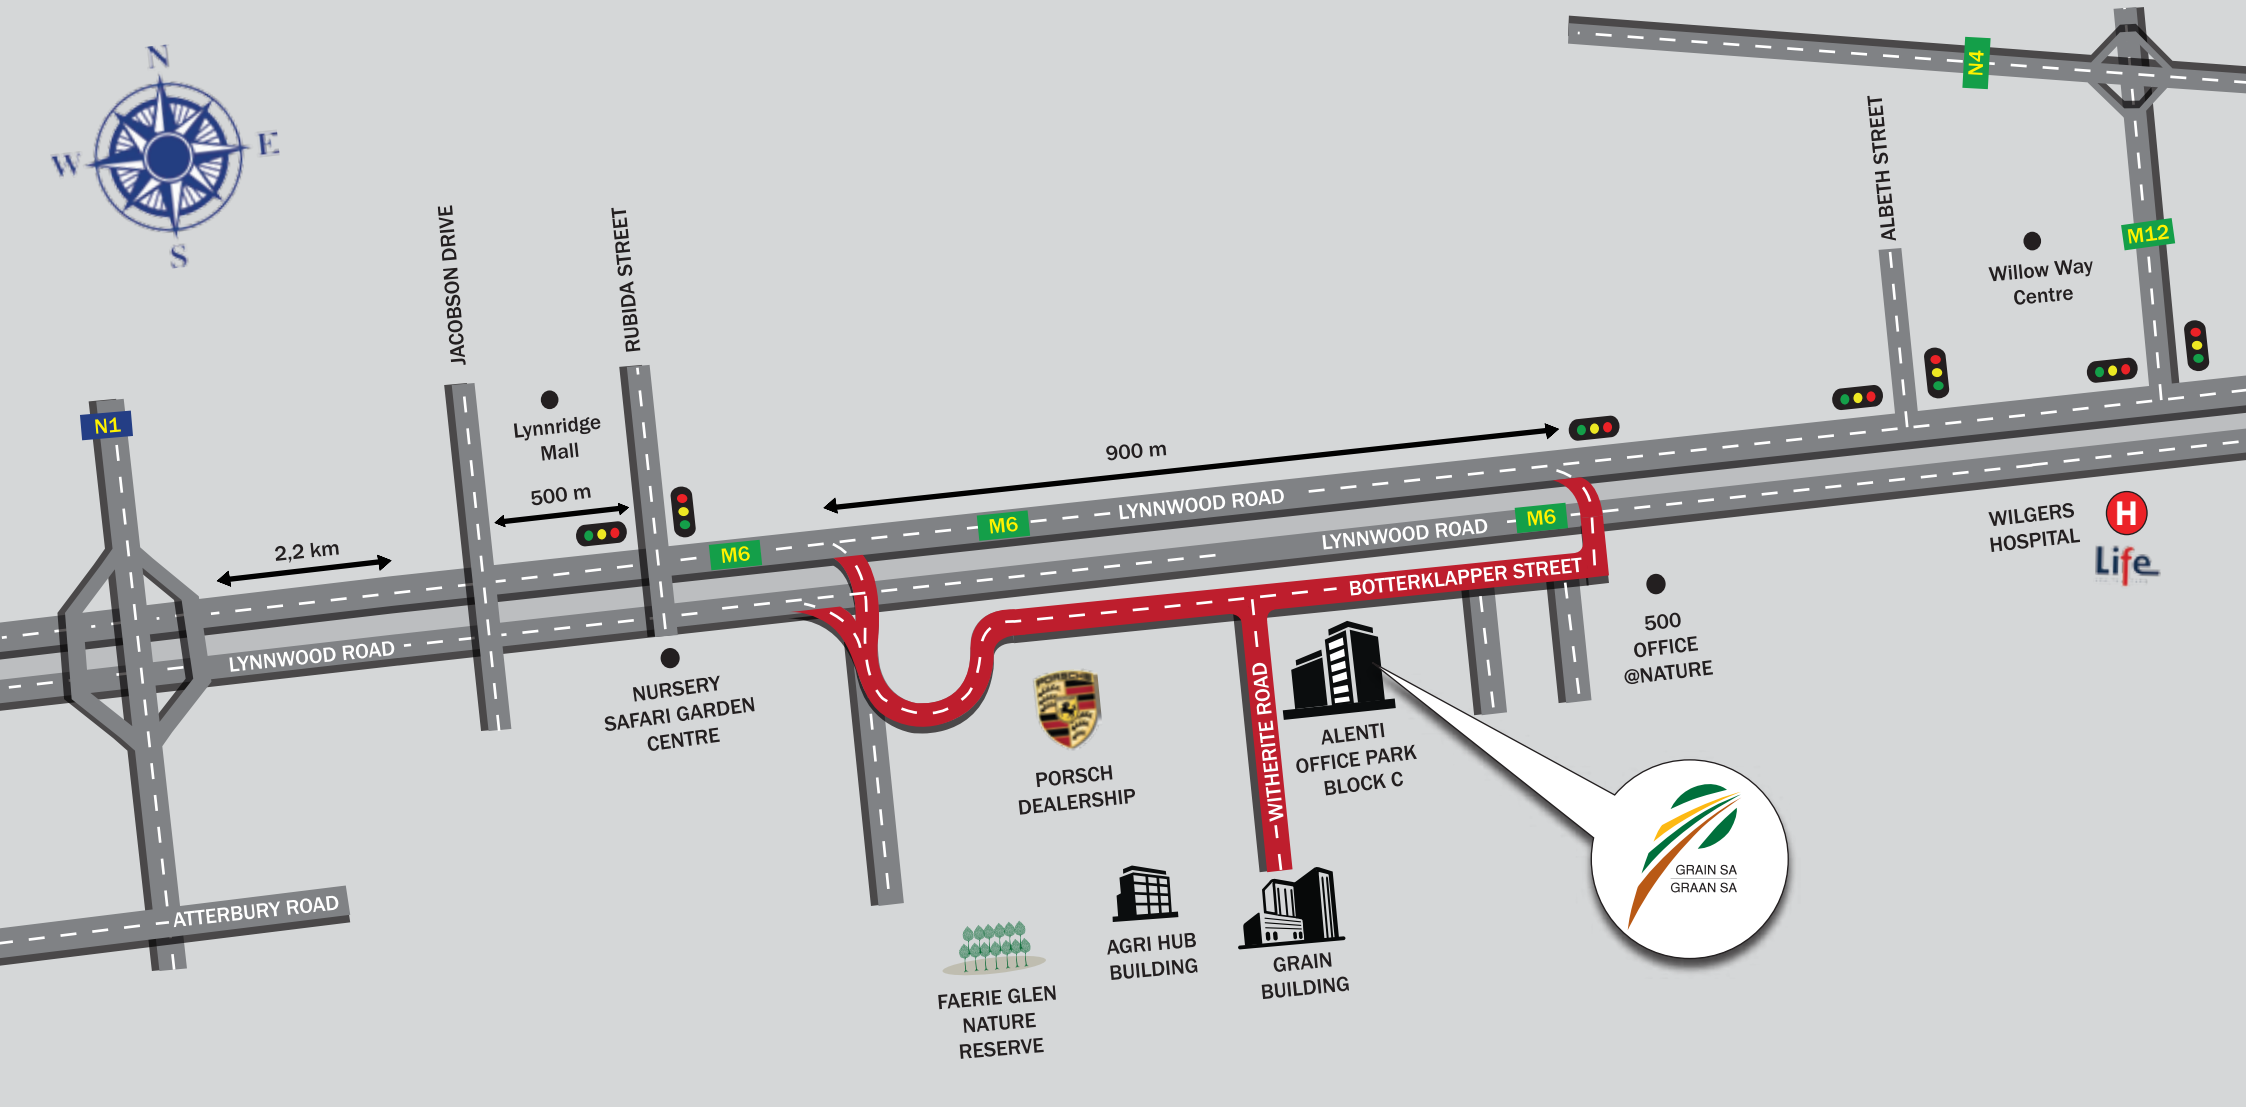 N
W
E
S
N4
ALBETH STREET
M12
Willow Way
Centre
JACOBSON DRIVE
RUBIDA STREET
N1
Lynnridge
Mall
500 m
2,2 km
900 m
M6
M6
LYNNWOOD ROAD
LYNNWOOD ROAD
M6
LYNNWOOD ROAD
BOTTERKLAPPER STREET
WILGERS
HOSPITAL
H
Life
500
OFFICE
@NATURE
NURSERY
SAFARI GARDEN
CENTRE
PORSCHE
PORSCH
DEALERSHIP
WITHERITE ROAD
ALENTI
OFFICE PARK
BLOCK C
GRAIN SA
GRAAN SA
ATTERBURY ROAD
AGRI HUB
BUILDING
GRAIN
BUILDING
FAERIE GLEN
NATURE
RESERVE